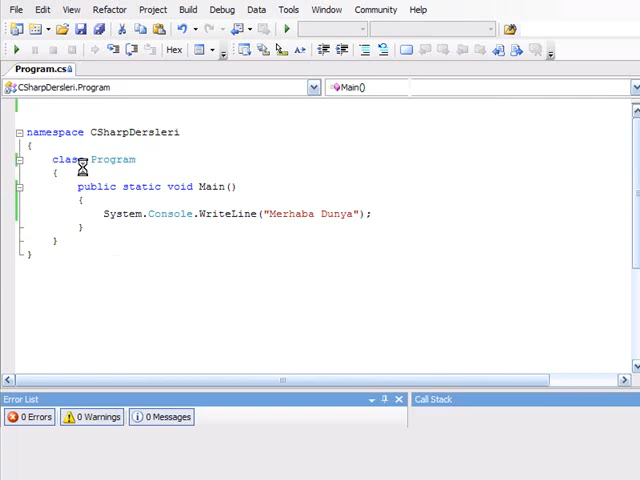 File Edit View Refactor Project Build Debug Data Tools Test Window Community Help
Hex
Program.cs
CSharpDersleri.Program
Main()
namespace CSharpDersleri
{
class Program
{
public static void Main()
{
System.Console.WriteLine("Merhaba Dunya");
}
}
}
Error List
Call Stack
0 Errors
0 Warnings
0 Messages